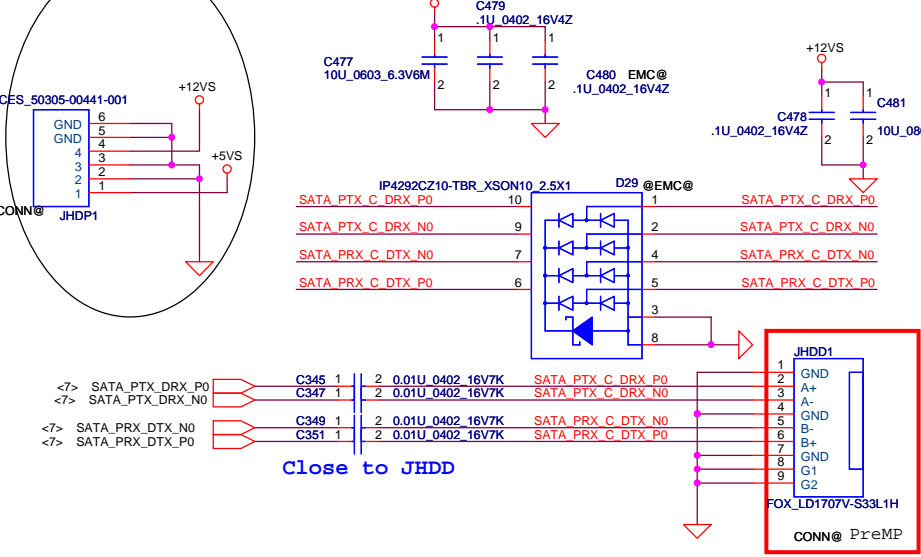 C479
.1U_0402_16V4Z
1
1
1
C477
10U_0603_6.3V6M
C480 EMC@
.1U_0402_16V4Z
2
2
2
+12VS
1
1
C478
.1U_0402_16V4Z
C481
2
2
CES_50305-00441-001
+12VS
GND 6
GND 5
4 4
3 3
2 2
1 1
+5VS
CONN@
JHDP1
IP4292CZ10-TBR_XSON10_2.5X1
D29 @EMC@
SATA_PTX_C_DRX_P0 10 1 SATA_PTX_C_DRX_P0
SATA_PTX_C_DRX_N0 9 2 SATA_PTX_C_DRX_N0
SATA_PRX_C_DTX_N0 7 4 SATA_PRX_C_DTX_N0
SATA_PRX_C_DTX_P0 6 5 SATA_PRX_C_DTX_P0
3
8
<7> SATA_PTX_DRX_P0 C345 1 2 0.01U_0402_16V7K SATA_PTX_C_DRX_P0
<7> SATA_PTX_DRX_N0 C347 1 2 0.01U_0402_16V7K SATA_PTX_C_DRX_N0
<7> SATA_PRX_DTX_N0 C349 1 2 0.01U_0402_16V7K SATA_PRX_C_DTX_N0
<7> SATA_PRX_DTX_P0 C351 1 2 0.01U_0402_16V7K SATA_PRX_C_DTX_P0
Close to JHDD
JHDD1
1 GND
2 A+
3 A-
4 GND
5 B-
6 B+
7 GND
8 G1
9 G2
FOX_LD1707V-S33L1H
CONN@ PreMP